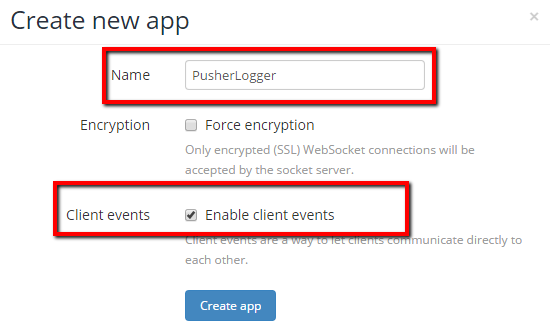 Create new app ×
Name PusherLogger
Encryption Force encryption
Only encrypted (SSL) WebSocket connections will be
accepted by the socket server.
Client events Enable client events
Client events are a way to let clients communicate directly to
each other.
Create app